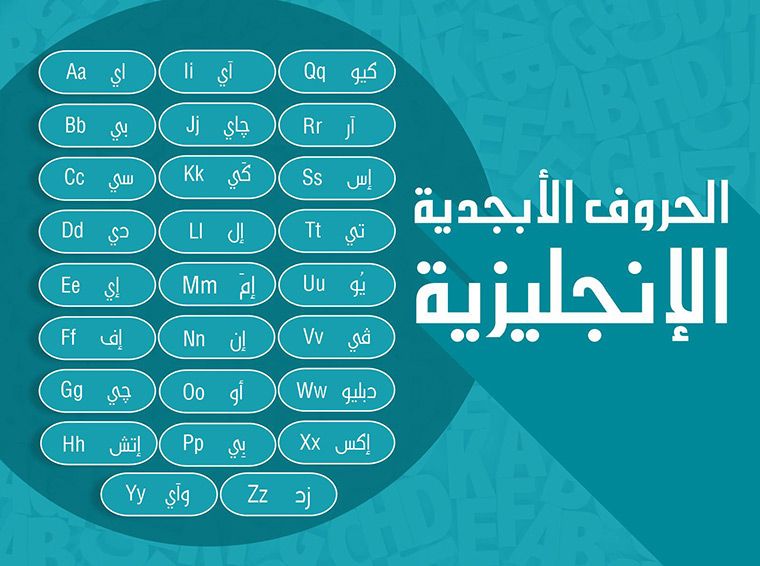 الحروف الأبجدية
الإنجليزية
Aa اي
Bb بي
Cc سي
Dd دي
Ee إي
Ff إف
Gg چي
Hh إتش
Ii آي
Jj چاي
Kk كَي
Ll إل
Mm إمَ
Nn إن
Oo أو
Pp بِي
Qq كيو
Rr آر
Ss إس
Tt تي
Uu يُو
Vv ڤي
Ww دبليو
Xx إكس
Yy وآي
Zz زد